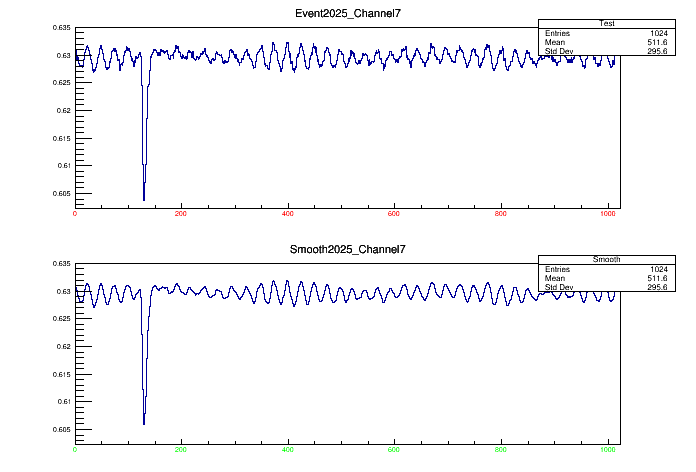 Event2025_Channel7
Test
Entries 1024
Mean 511.6
Std Dev 295.6
0.635
0.63
0.625
0.62
0.615
0.61
0.605
0 200 400 600 800 1000
Smooth2025_Channel7
Smooth
Entries 1024
Mean 511.6
Std Dev 295.6
0.635
0.63
0.625
0.62
0.615
0.61
0.605
0 200 400 600 800 1000